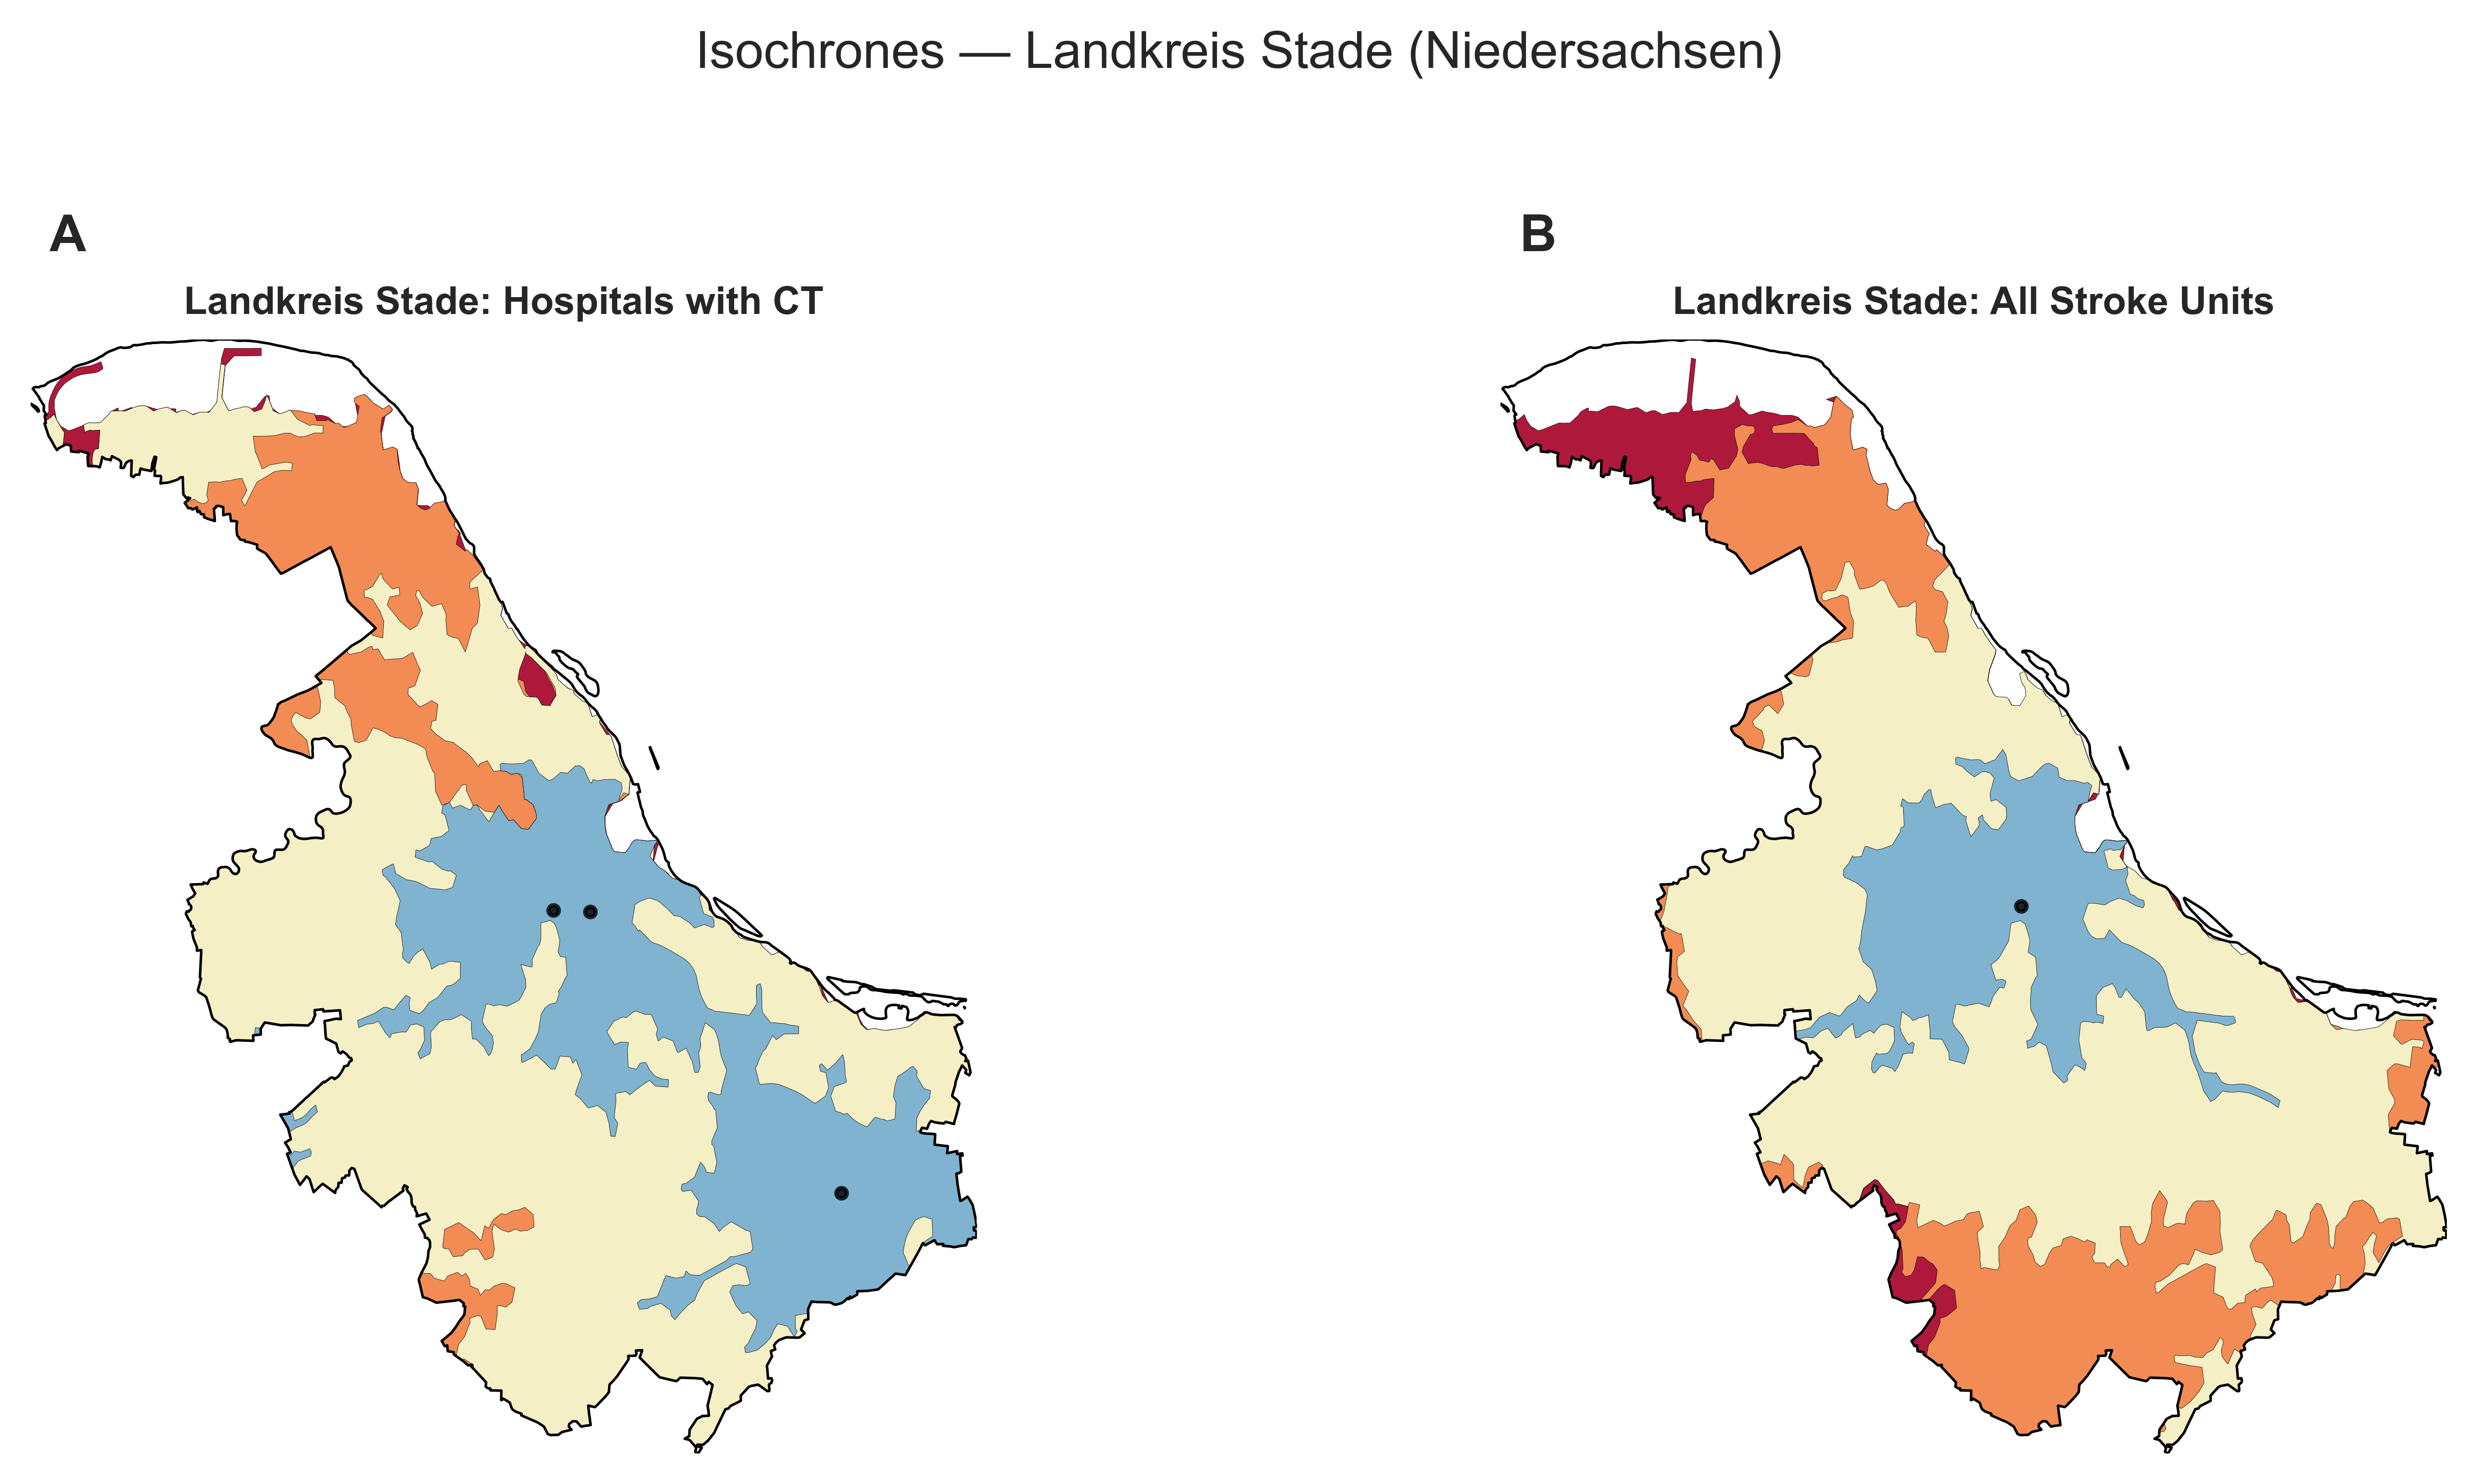 Isochrones — Landkreis Stade (Niedersachsen)
A
B
Landkreis Stade: Hospitals with CT
Landkreis Stade: All Stroke Units